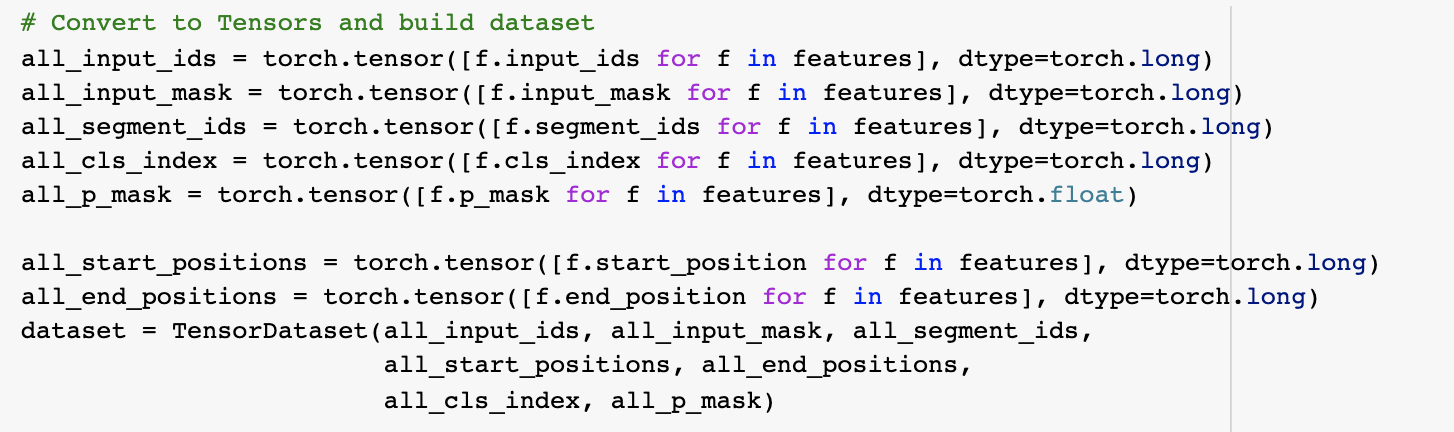 # Convert to Tensors and build dataset
all_input_ids = torch.tensor([f.input_ids for f in features], dtype=torch.long)
all_input_mask = torch.tensor([f.input_mask for f in features], dtype=torch.long)
all_segment_ids = torch.tensor([f.segment_ids for f in features], dtype=torch.long)
all_cls_index = torch.tensor([f.cls_index for f in features], dtype=torch.long)
all_p_mask = torch.tensor([f.p_mask for f in features], dtype=torch.float)

all_start_positions = torch.tensor([f.start_position for f in features], dtype=torch.long)
all_end_positions = torch.tensor([f.end_position for f in features], dtype=torch.long)
dataset = TensorDataset(all_input_ids, all_input_mask, all_segment_ids,
                        all_start_positions, all_end_positions,
                        all_cls_index, all_p_mask)